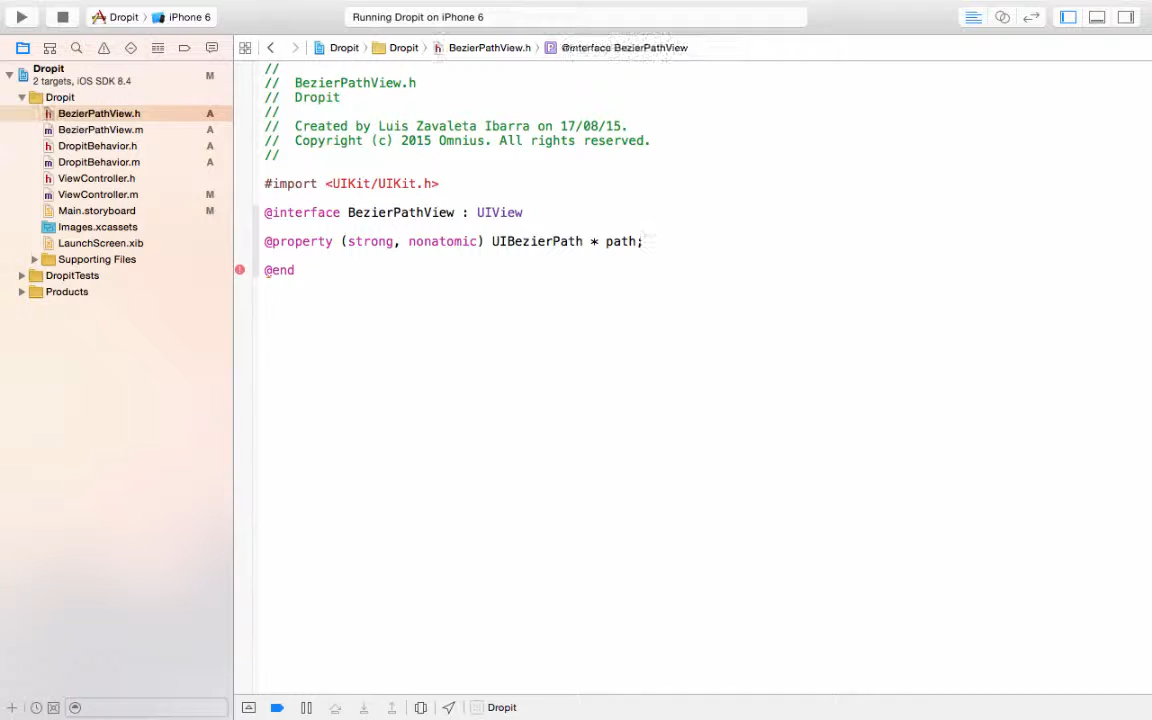 Dropit 〉 iPhone 6
Running Dropit on iPhone 6
Dropit 〉 Dropit 〉 BezierPathView.h 〉 @interface BezierPathView
Dropit M
2 targets, iOS SDK 8.4
Dropit
BezierPathView.h A
BezierPathView.m A
DropitBehavior.h A
DropitBehavior.m A
ViewController.h
ViewController.m M
Main.storyboard M
Images.xcassets
LaunchScreen.xib
Supporting Files
DropitTests
Products
//
//  BezierPathView.h
//  Dropit
//
//  Created by Luis Zavaleta Ibarra on 17/08/15.
//  Copyright (c) 2015 Omnius. All rights reserved.
//
#import <UIKit/UIKit.h>
@interface BezierPathView : UIView
@property (strong, nonatomic) UIBezierPath * path;
@end
Dropit